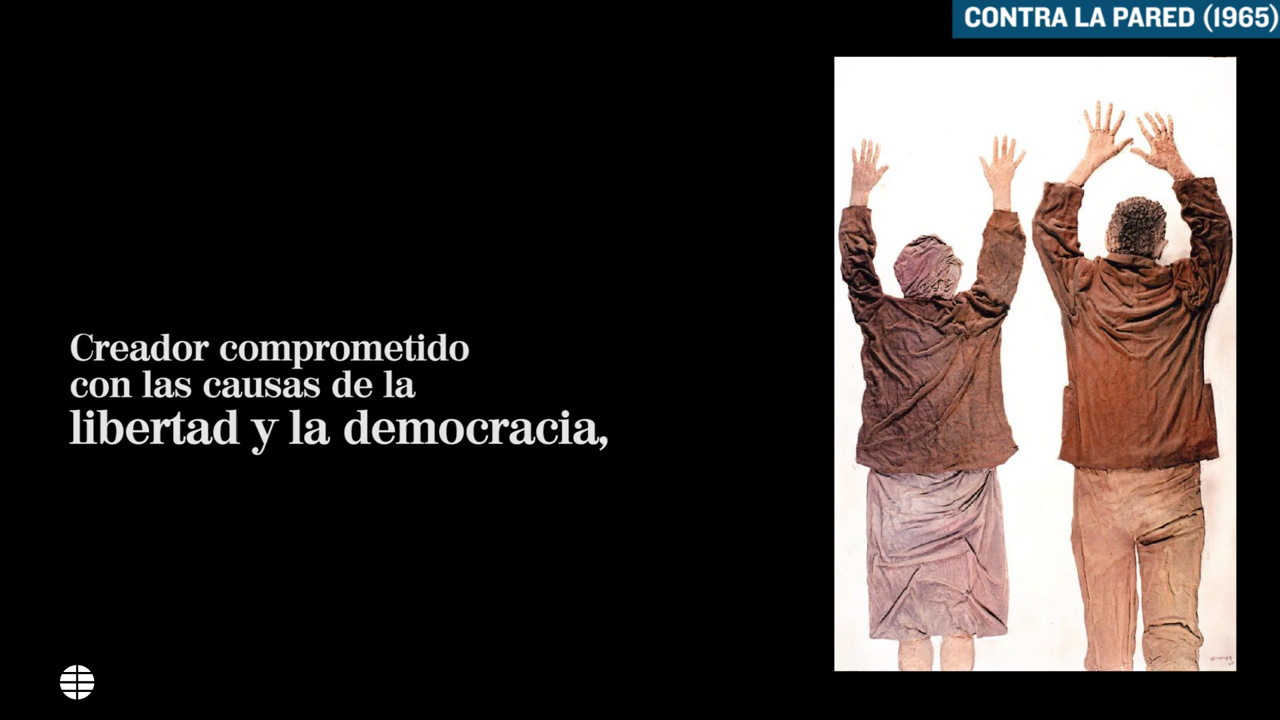 CONTRA LA PARED (1965)
Creador comprometido
con las causas de la
libertad y la democracia,